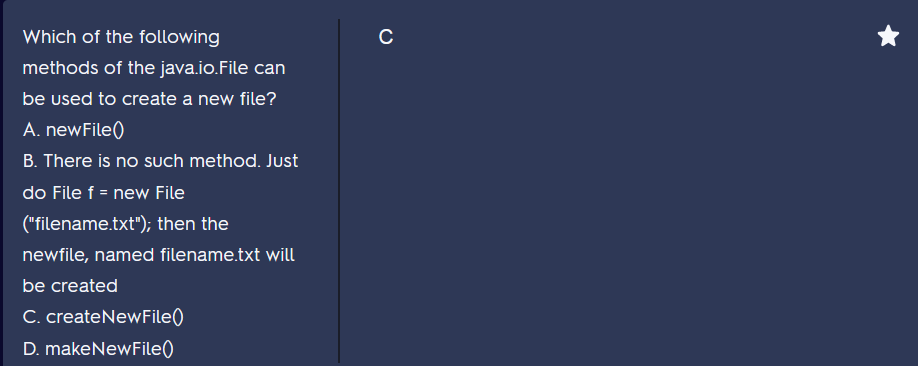 Which of the following
methods of the java.io.File can
be used to create a new file?
A. newFile()
B. There is no such method. Just
do File f = new File
("filename.txt"); then the
newfile, named filename.txt will
be created
C. createNewFile()
D. makeNewFile()
C